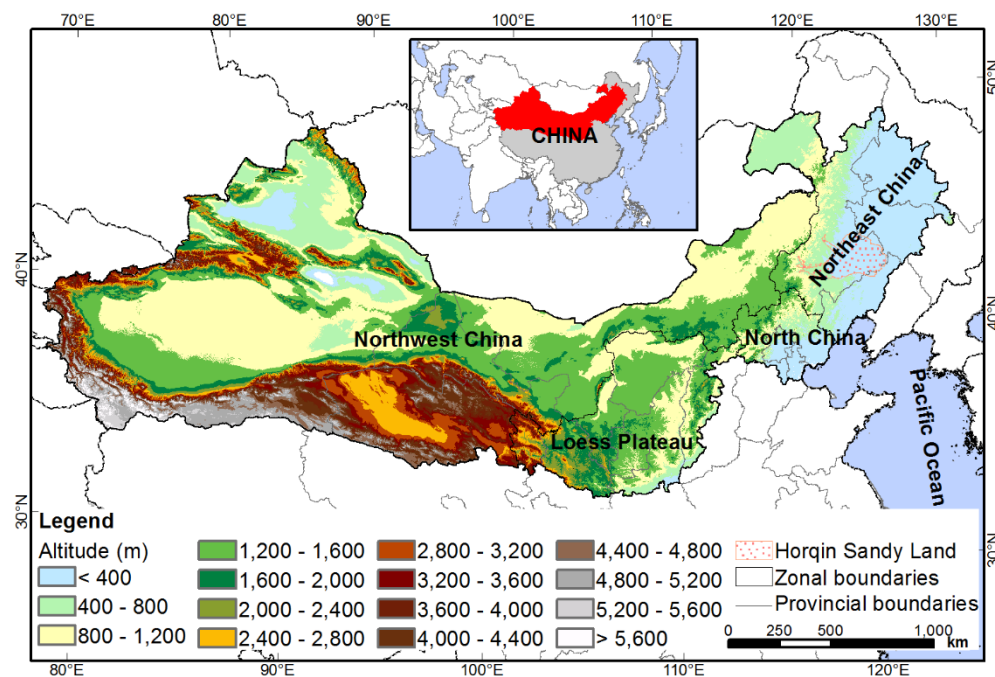 70°E 80°E 90°E 100°E 110°E 120°E 130°E
50°N
CHINA
Northeast China
40°N
40°N
Northwest China
North China
Pacific Ocean
Loess Plateau
30°N
30°N
Legend
Altitude (m)
< 400
400 - 800
800 - 1,200
1,200 - 1,600
1,600 - 2,000
2,000 - 2,400
2,400 - 2,800
2,800 - 3,200
3,200 - 3,600
3,600 - 4,000
4,000 - 4,400
4,400 - 4,800
4,800 - 5,200
5,200 - 5,600
> 5,600
Horqin Sandy Land
Zonal boundaries
Provincial boundaries
0 250 500 1,000
km
80°E 90°E 100°E 110°E 120°E